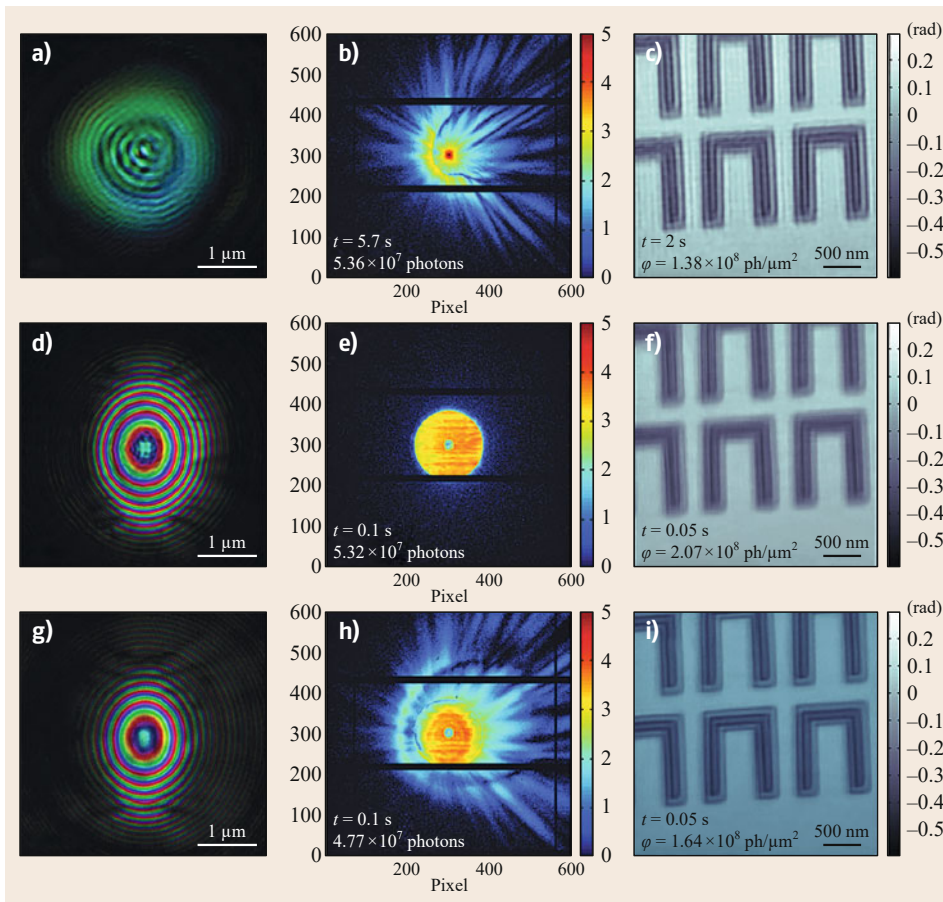 a)
1 µm
b)
600
500
400
300
200
100
0
t = 5.7 s
5.36 × 10⁷ photons
200
400
600
Pixel
5
4
3
2
1
0
c)
t = 2 s
φ = 1.38 × 10⁸ ph/µm²
500 nm
(rad)
0.2
0.1
0
–0.1
–0.2
–0.3
–0.4
–0.5
d)
1 µm
e)
600
500
400
300
200
100
0
t = 0.1 s
5.32 × 10⁷ photons
200
400
600
Pixel
5
4
3
2
1
0
f)
t = 0.05 s
φ = 2.07 × 10⁸ ph/µm²
500 nm
(rad)
0.2
0.1
0
–0.1
–0.2
–0.3
–0.4
–0.5
g)
1 µm
h)
600
500
400
300
200
100
0
t = 0.1 s
4.77 × 10⁷ photons
200
400
600
Pixel
5
4
3
2
1
0
i)
t = 0.05 s
φ = 1.64 × 10⁸ ph/µm²
500 nm
(rad)
0.2
0.1
0
–0.1
–0.2
–0.3
–0.4
–0.5